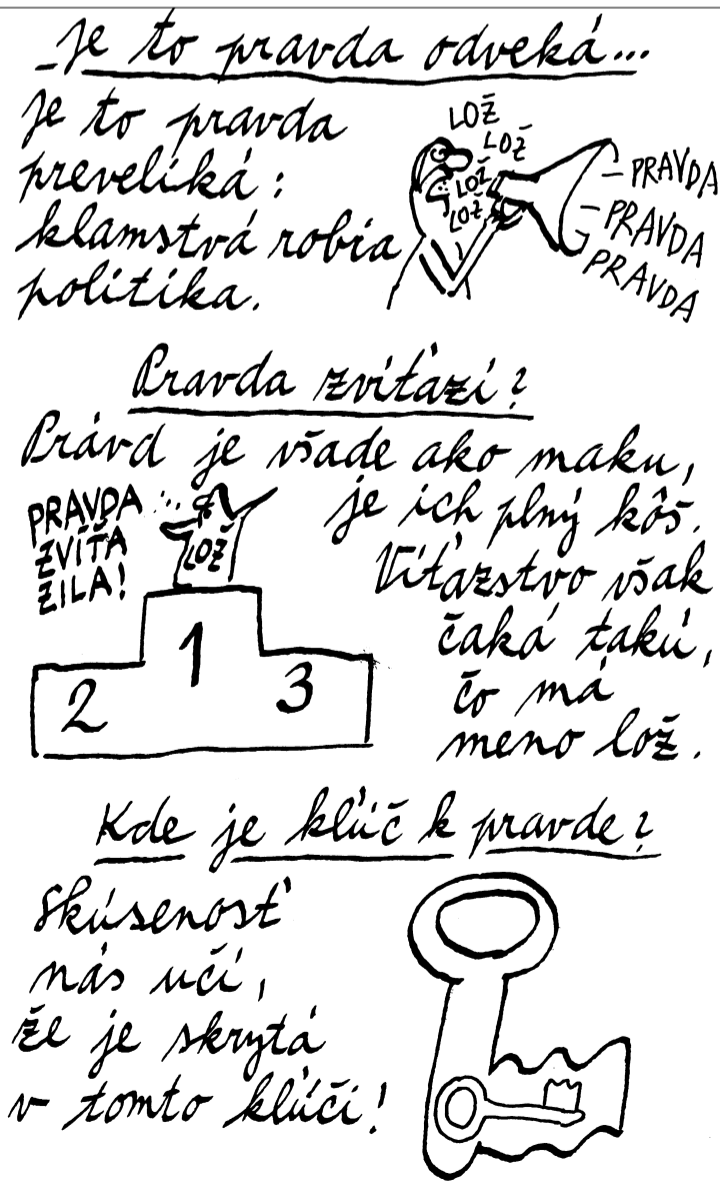 Je to pravda odveká...
Je to pravda
preveliká:
klamstvá robia
politika.
LOŽ
LOŽ
LOŽ
LOŽ
- PRAVDA
- PRAVDA
PRAVDA
Pravda zvíťazí?
Právd je všade ako maku,
je ich plný kôš.
Víťazstvo však
čaká takú,
čo má
meno lož.
PRAVDA
ZVÍŤA
ZILA!
LOŽ
1
2
3
Kde je kľúč k pravde?
Skúsenosť
nás učí,
že je skrytá
v tomto kľúči!